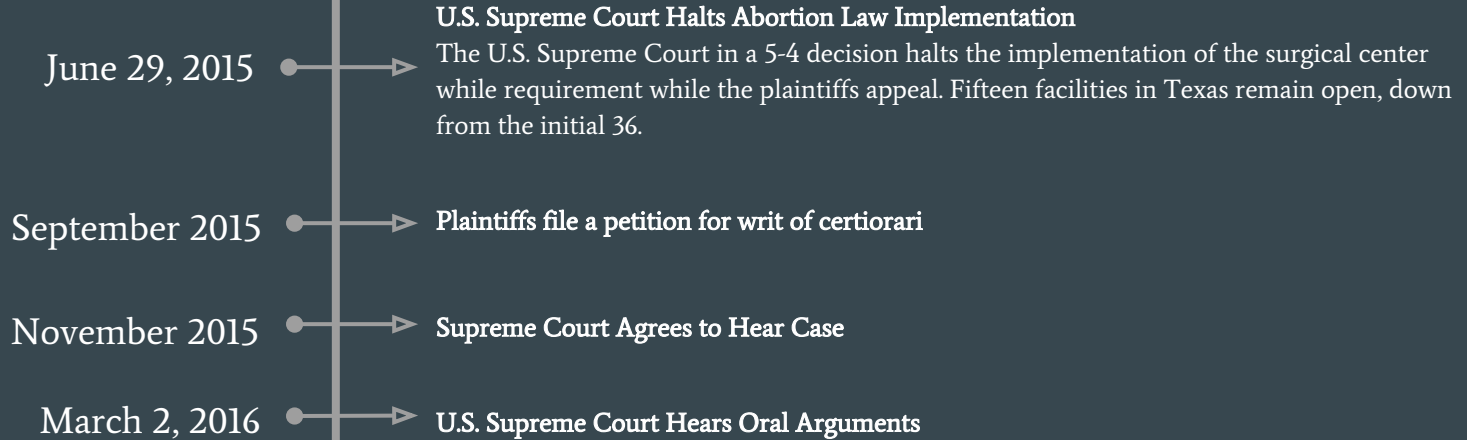 U.S. Supreme Court Halts Abortion Law Implementation
June 29, 2015
The U.S. Supreme Court in a 5-4 decision halts the implementation of the surgical center
while requirement while the plaintiffs appeal. Fifteen facilities in Texas remain open, down
from the initial 36.
September 2015
Plaintiffs file a petition for writ of certiorari
November 2015
Supreme Court Agrees to Hear Case
March 2, 2016
U.S. Supreme Court Hears Oral Arguments